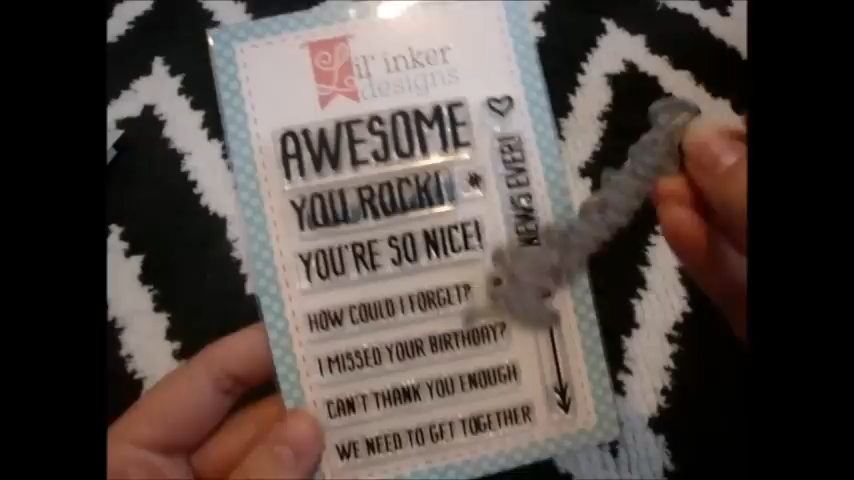 Lil' inker
designs
AWESOME
YOU ROCK! *
YOU'RE SO NICE!
HOW COULD I FORGET?
I MISSED YOUR BIRTHDAY?
CAN'T THANK YOU ENOUGH
WE NEED TO GET TOGETHER
NEWS EVER!